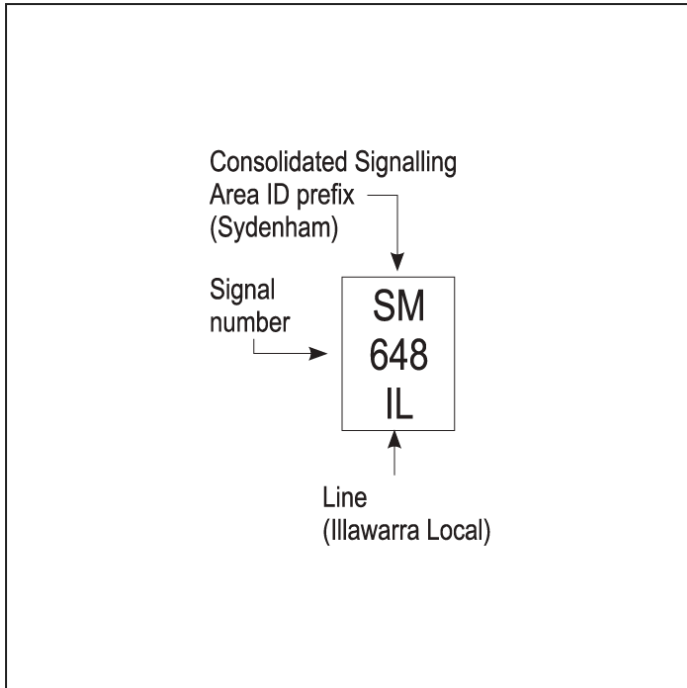 Consolidated Signalling
Area ID prefix
(Sydenham)
Signal
number
SM
648
IL
Line
(Illawarra Local)